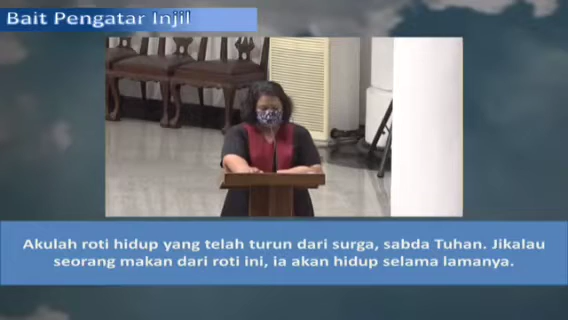 Bait Pengatar Injil
Akulah roti hidup yang telah turun dari surga, sabda Tuhan. Jikalau
seorang makan dari roti ini, ia akan hidup selama lamanya.